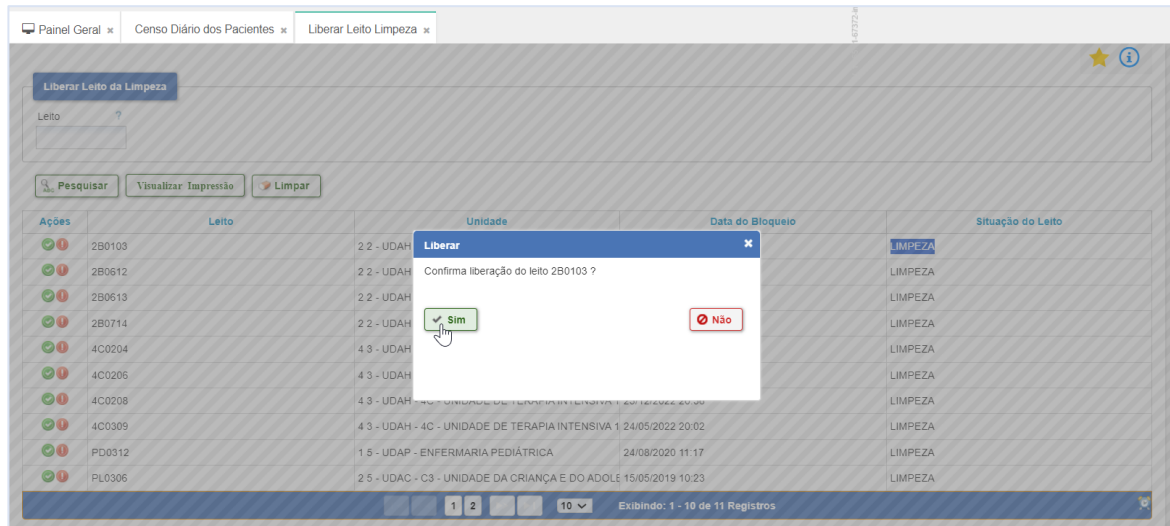 Painel Geral × Censo Diário dos Pacientes × Liberar Leito Limpeza ×
Liberar Leito da Limpeza
Leito ?
Pesquisar Visualizar Impressão Limpar
Ações Leito Unidade Data do Bloqueio Situação do Leito
2B0103 2 2 - UDAH LIMPEZA
Liberar ×
Confirma liberação do leito 2B0103 ?
Sim Não
2B0612 2 2 - UDAH LIMPEZA
2B0613 2 2 - UDAH LIMPEZA
2B0714 2 2 - UDAH LIMPEZA
4C0204 4 3 - UDAH LIMPEZA
4C0206 4 3 - UDAH LIMPEZA
4C0208 4 3 - UDAH - 4C - UNIDADE DE TERAPIA INTENSIVA 1 LIMPEZA
4C0309 4 3 - UDAH - 4C - UNIDADE DE TERAPIA INTENSIVA 1 24/05/2022 20:02 LIMPEZA
PD0312 1 5 - UDAP - ENFERMARIA PEDIÁTRICA 24/08/2020 11:17 LIMPEZA
PL0306 2 5 - UDAC - C3 - UNIDADE DA CRIANÇA E DO ADOLE 15/05/2019 10:23 LIMPEZA
1 2 10 Exibindo: 1 - 10 de 11 Registros